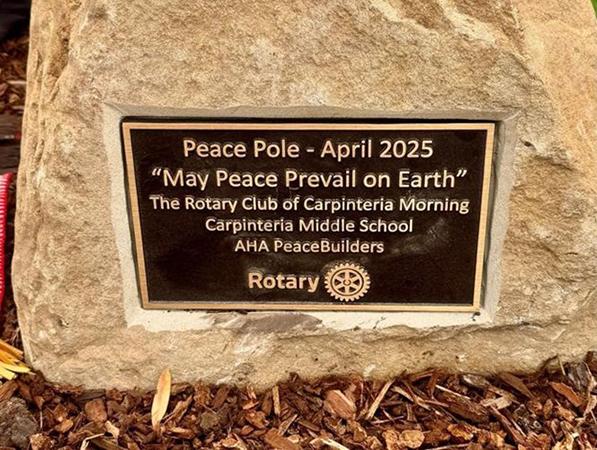 Peace Pole - April 2025
“May Peace Prevail on Earth”
The Rotary Club of Carpinteria Morning
Carpinteria Middle School
AHA PeaceBuilders
Rotary